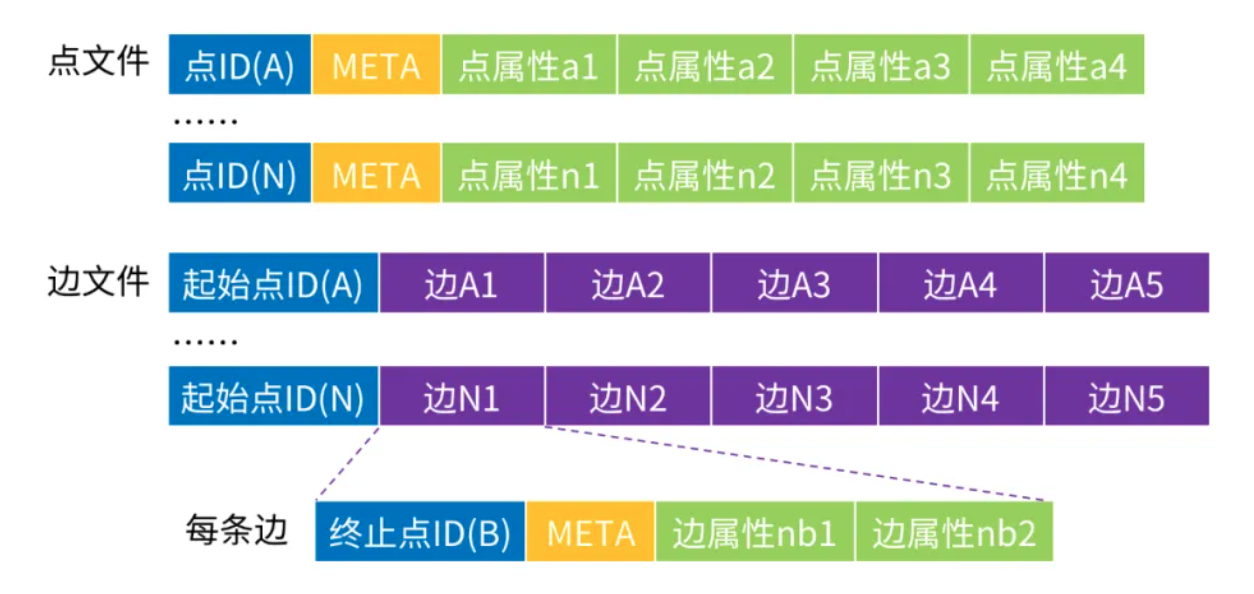 点文件 点ID(A) META 点属性a1 点属性a2 点属性a3 点属性a4
······
点ID(N) META 点属性n1 点属性n2 点属性n3 点属性n4
边文件 起始点ID(A) 边A1 边A2 边A3 边A4 边A5
······
起始点ID(N) 边N1 边N2 边N3 边N4 边N5
每条边 终止点ID(B) META 边属性nb1 边属性nb2